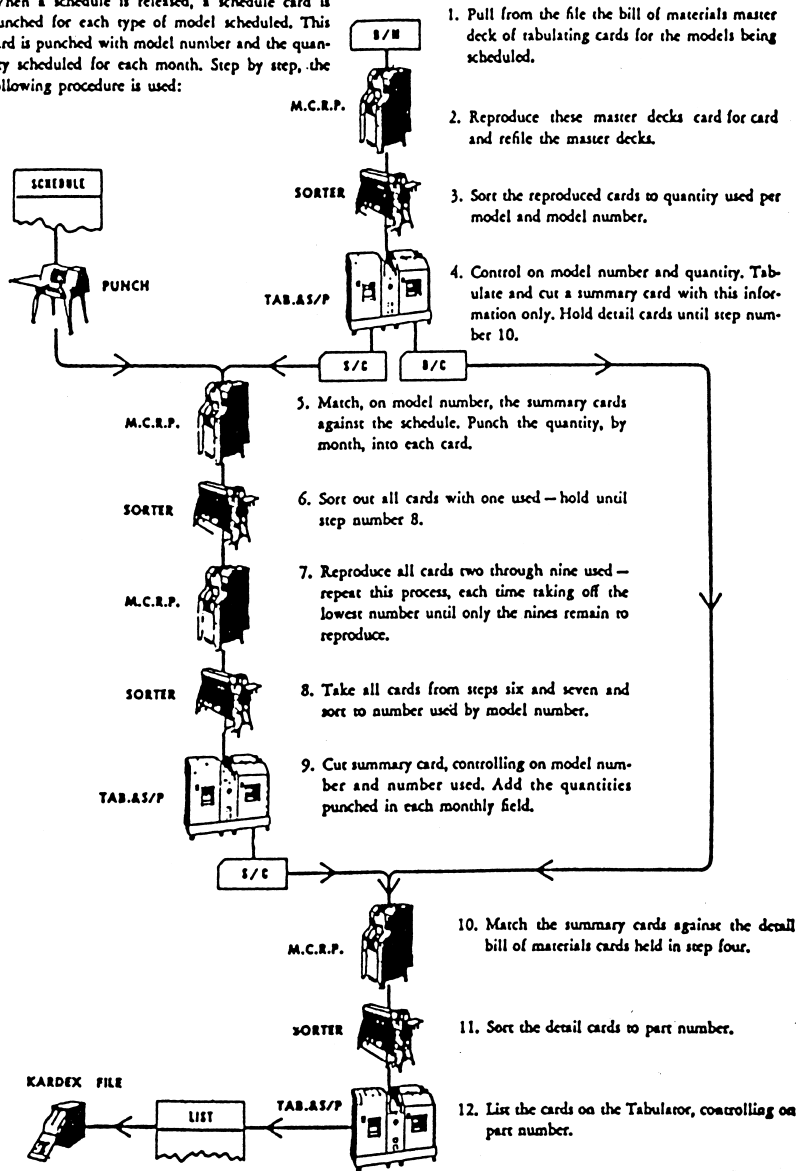 when a schedule is released, a schedule card is
punched for each type of model scheduled. This
card is punched with model number and the quan-
ty scheduled for each month. Step by step, the
following procedure is used:
B/M
1. Pull from the file the bill of materials master
deck of tabulating cards for the models being
scheduled.
M.C.R.P.
2. Reproduce these master decks card for card
and refile the master decks.
SCHEDULE
SORTER
3. Sort the reproduced cards to quantity used per
model and model number.
PUNCH
TAB.&S/P
4. Control on model number and quantity. Tab-
ulate and cut a summary card with this infor-
mation only. Hold detail cards until step num-
ber 10.
S/C
D/C
M.C.R.P.
5. Match, on model number, the summary cards
against the schedule. Punch the quantity, by
month, into each card.
SORTER
6. Sort out all cards with one used — hold until
step number 8.
M.C.R.P.
7. Reproduce all cards two through nine used —
repeat this process, each time taking off the
lowest number until only the nines remain to
reproduce.
SORTER
8. Take all cards from steps six and seven and
sort to number used by model number.
TAB.&S/P
9. Cut summary card, controlling on model num-
ber and number used. Add the quantities
punched in each monthly field.
S/C
M.C.R.P.
10. Match the summary cards against the detail
bill of materials cards held in step four.
SORTER
11. Sort the detail cards to part number.
KARDEX FILE
LIST
TAB.&S/P
12. List the cards on the Tabulator, controlling on
part number.